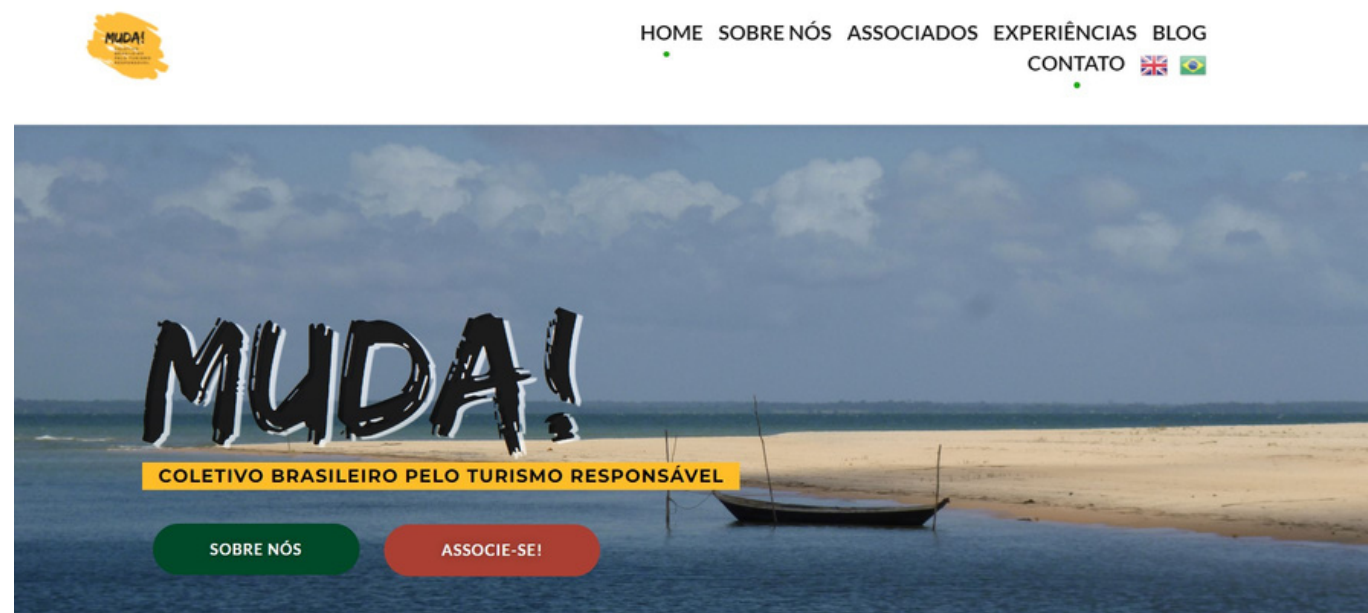 MUDA!
HOME SOBRE NÓS ASSOCIADOS EXPERIÊNCIAS BLOG
CONTATO
MUDA!
COLETIVO BRASILEIRO PELO TURISMO RESPONSÁVEL
SOBRE NÓS
ASSOCIE-SE!